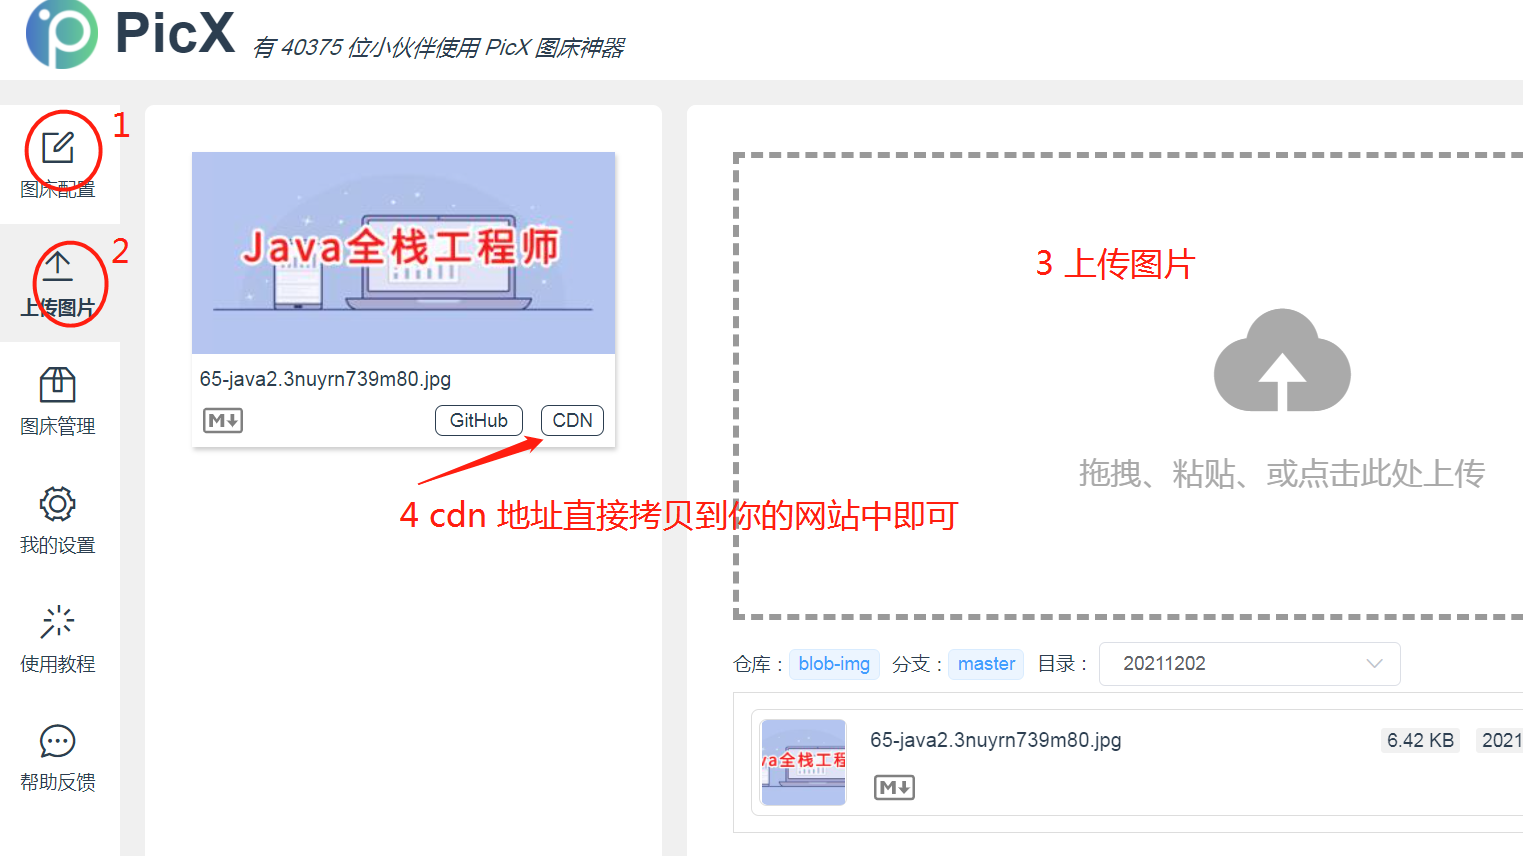 PicX
有 40375 位小伙伴使用 PicX 图床神器
1
图床配置
2
上传图片
图床管理
我的设置
使用教程
帮助反馈
Java全栈工程师
65-java2.3nuyrn739m80.jpg
M
GitHub
CDN
4 cdn 地址直接拷贝到你的网站中即可
3 上传图片
拖拽、粘贴、或点击此处上传
仓库：blob-img 分支：master 目录：20211202
va全栈工程
65-java2.3nuyrn739m80.jpg
6.42 KB
2021
M